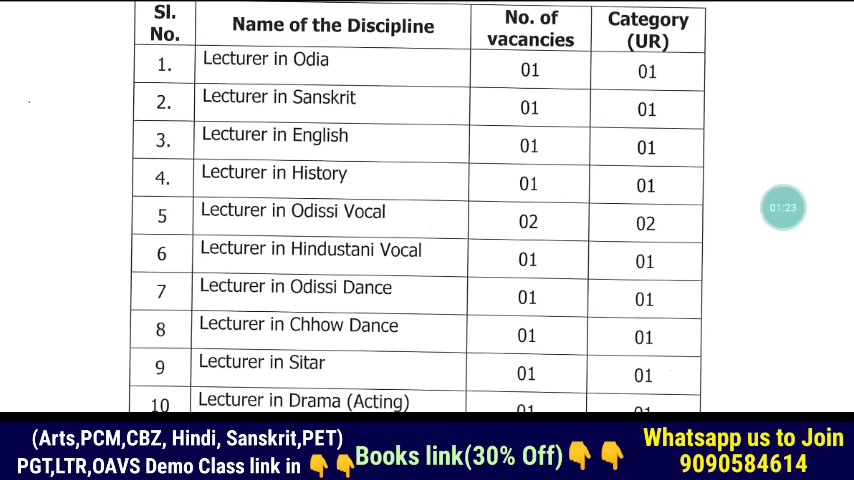 Sl. No. Name of the Discipline No. of vacancies Category (UR)
1. Lecturer in Odia 01 01
2. Lecturer in Sanskrit 01 01
3. Lecturer in English 01 01
4. Lecturer in History 01 01
5 Lecturer in Odissi Vocal 02 02
6 Lecturer in Hindustani Vocal 01 01
7 Lecturer in Odissi Dance 01 01
8 Lecturer in Chhow Dance 01 01
9 Lecturer in Sitar 01 01
10 Lecturer in Drama (Acting) 01 01
01:23
(Arts,PCM,CBZ, Hindi, Sanskrit,PET)
PGT,LTR,OAVS Demo Class link in
Books link(30% Off)
Whatsapp us to Join
9090584614